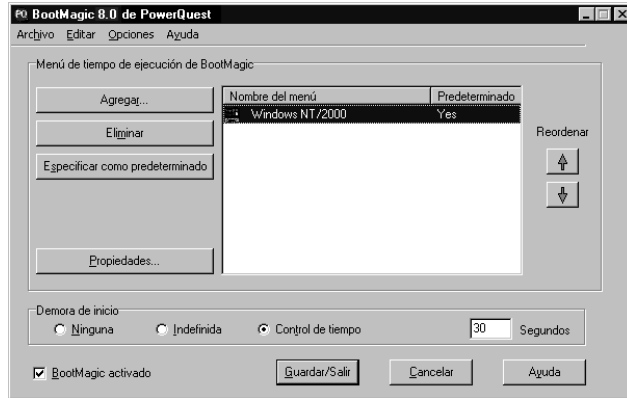 PQ BootMagic 8.0 de PowerQuest
Archivo Editar Opciones Ayuda
Menú de tiempo de ejecución de BootMagic
Agregar...
Eliminar
Especificar como predeterminado
Propiedades...
Nombre del menú Predeterminado
Windows NT/2000 Yes
Reordenar
Demora de inicio
Ninguna Indefinida Control de tiempo 30 Segundos
BootMagic activado Guardar/Salir Cancelar Ayuda